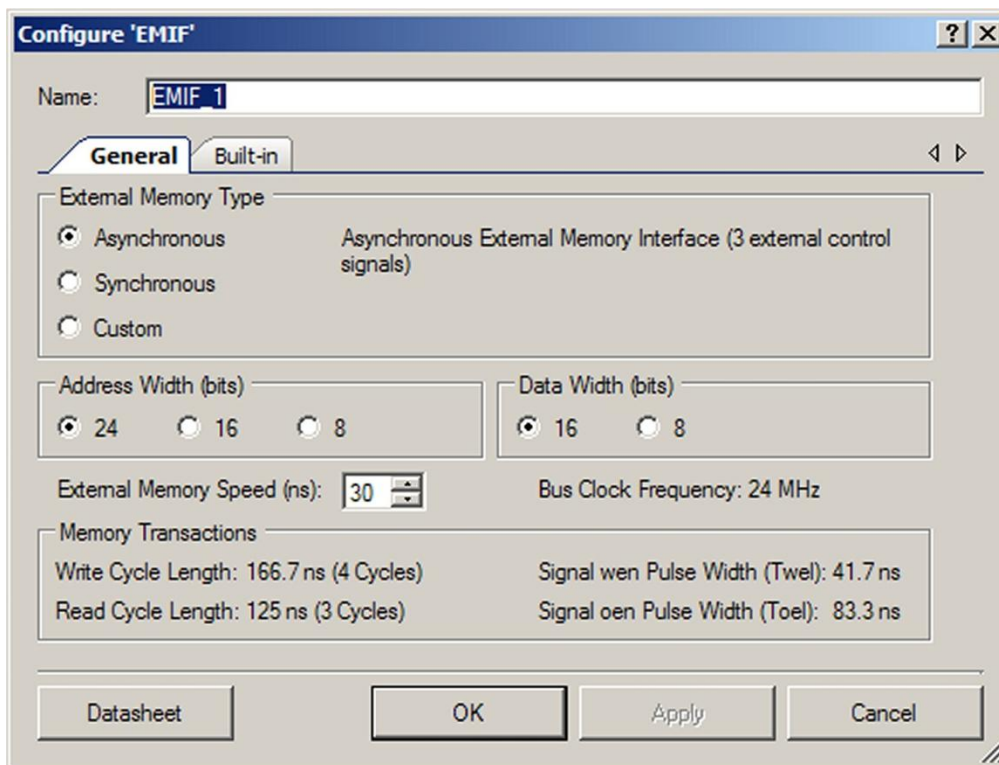 Configure 'EMIF'
Name: EMIF_1
General Built-in
External Memory Type
Asynchronous
Asynchronous External Memory Interface (3 external control
signals)
Synchronous
Custom
Address Width (bits)
24 16 8
Data Width (bits)
16 8
External Memory Speed (ns): 30 Bus Clock Frequency: 24 MHz
Memory Transactions
Write Cycle Length: 166.7 ns (4 Cycles) Signal wen Pulse Width (Twel): 41.7 ns
Read Cycle Length: 125 ns (3 Cycles) Signal oen Pulse Width (Toel): 83.3 ns
Datasheet OK Apply Cancel